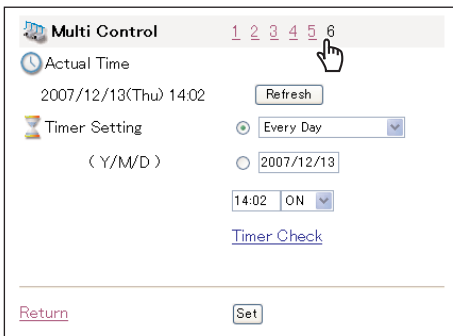 Multi Control 1 2 3 4 5 6
Actual Time
2007/12/13(Thu) 14:02 Refresh
Timer Setting Every Day
( Y/M/D ) 2007/12/13
14:02 ON
Timer Check
Return Set